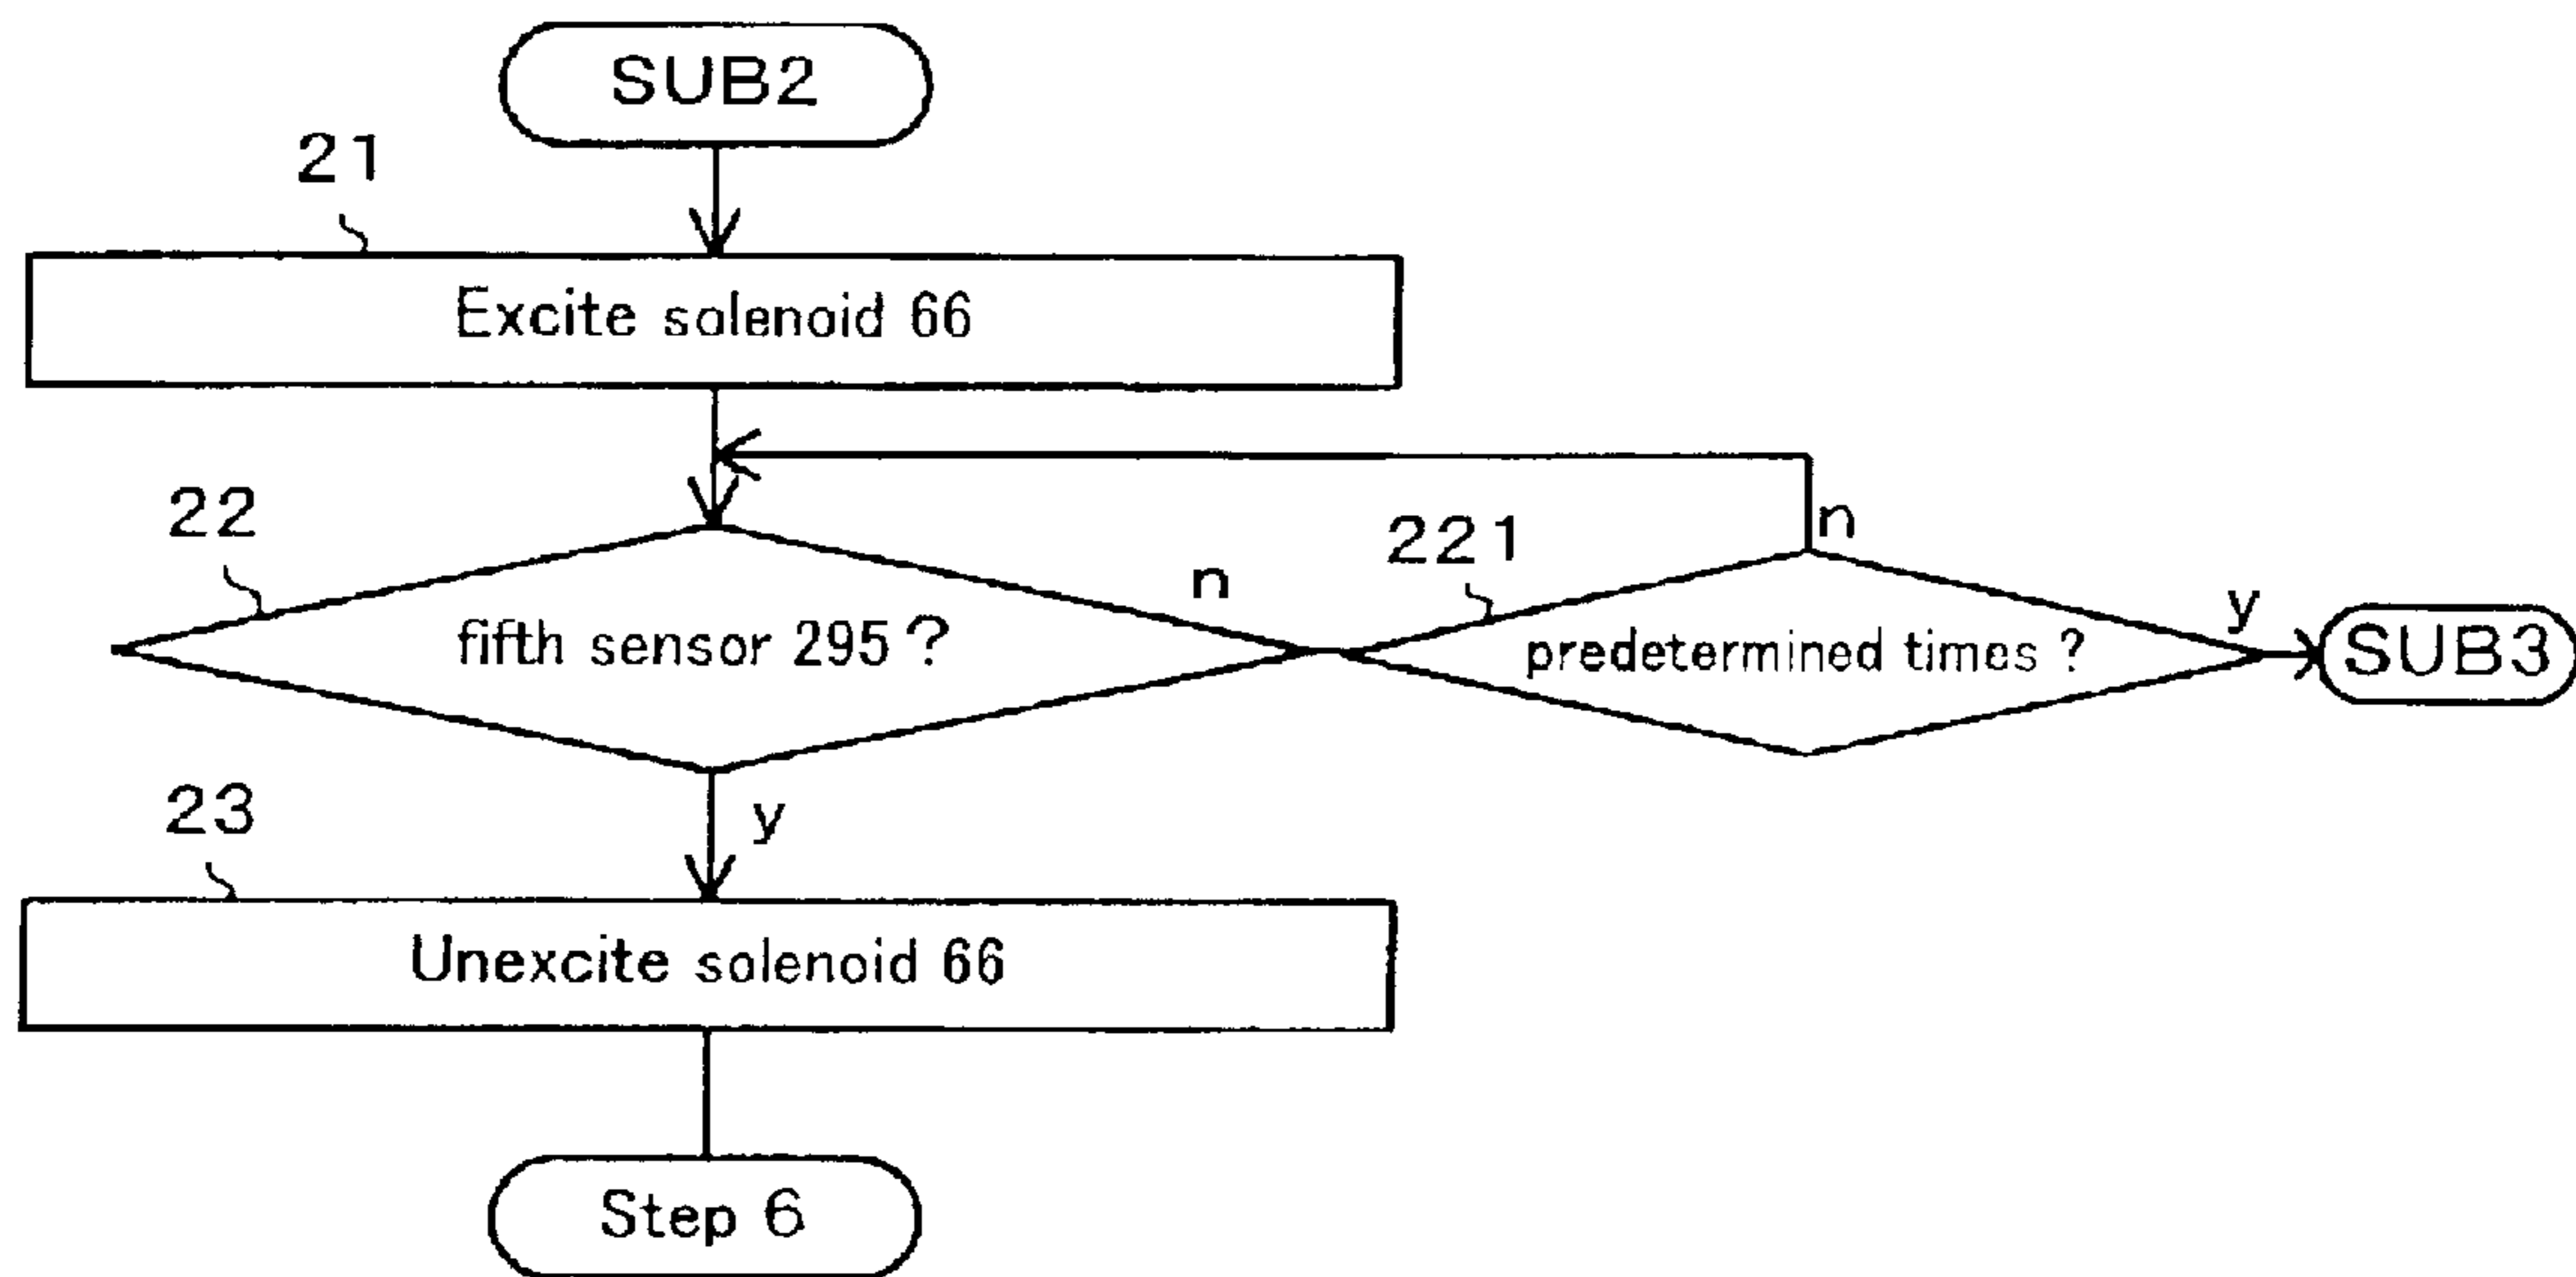 SUB2
21
Excite solenoid 66
22
fifth sensor 295 ?
n
221
predetermined times ?
n
y
SUB3
y
23
Unexcite solenoid 66
Step 6